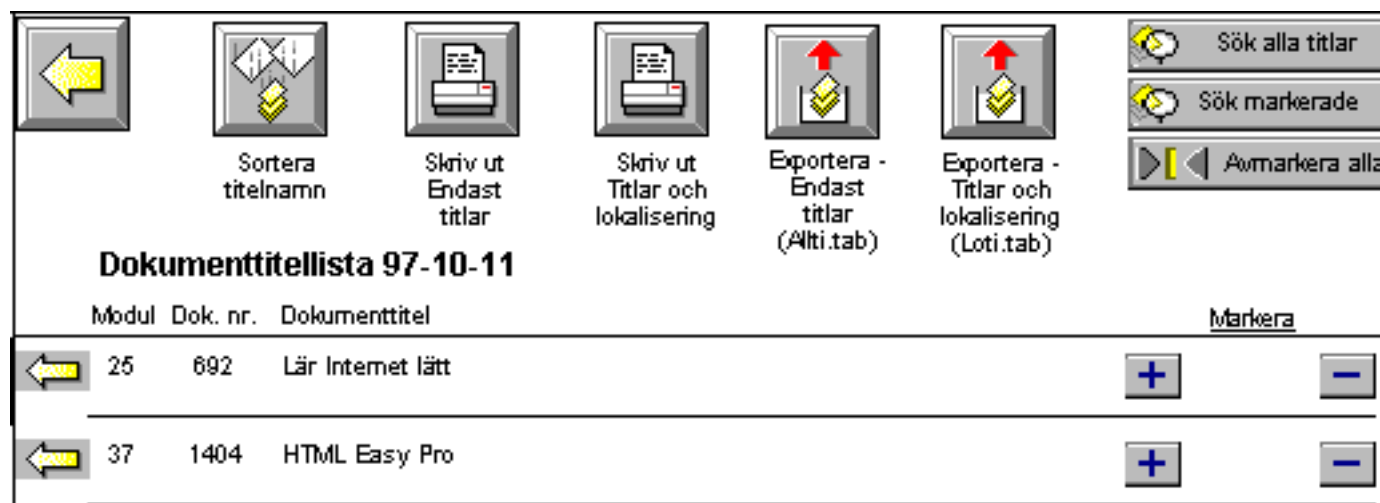 Sök alla titlar
Sök markerade
Avmarkera alla
Sortera
titelnamn
Skriv ut
Endast
titlar
Skriv ut
Titlar och
lokalisering
Exportera -
Endast
titlar
(Allti.tab)
Exportera -
Titlar och
lokalisering
(Loti.tab)
Dokumenttitellista 97-10-11
Modul Dok. nr. Dokumenttitel Markera
25 692 Lär Internet lätt + −
37 1404 HTML Easy Pro + −